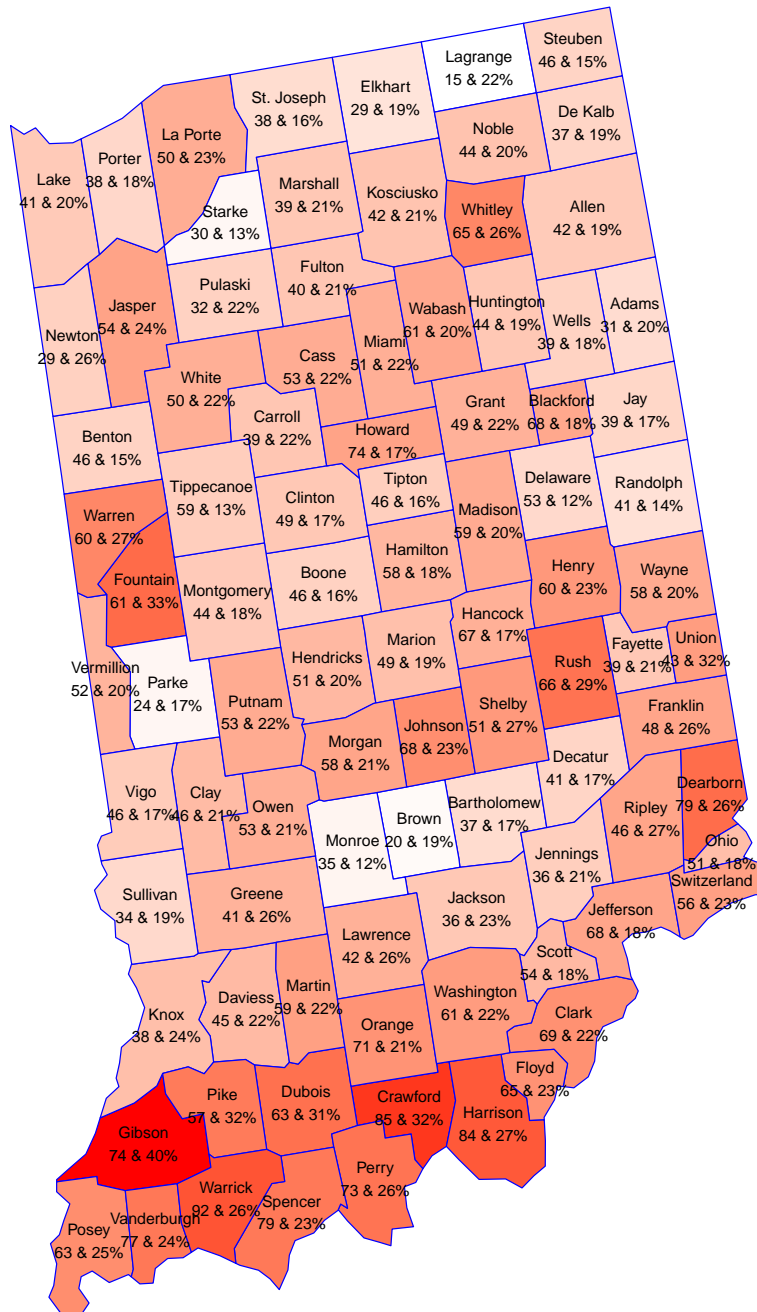 Steuben
46 & 15%
Lagrange
15 & 22%
Elkhart
29 & 19%
St. Joseph
38 & 16%
De Kalb
37 & 19%
La Porte
50 & 23%
Noble
44 & 20%
Porter
38 & 18%
Lake
41 & 20%
Marshall
39 & 21%
Kosciusko
42 & 21%
Whitley
65 & 26%
Allen
42 & 19%
Starke
30 & 13%
Fulton
40 & 21%
Pulaski
32 & 22%
Jasper
54 & 24%
Wabash
61 & 20%
Huntington
44 & 19%
Adams
31 & 20%
Wells
39 & 18%
Newton
29 & 26%
Miami
51 & 22%
Cass
53 & 22%
White
50 & 22%
Grant
49 & 22%
Blackford
68 & 18%
Jay
39 & 17%
Carroll
39 & 22%
Howard
74 & 17%
Benton
46 & 15%
Tipton
46 & 16%
Delaware
53 & 12%
Randolph
41 & 14%
Tippecanoe
59 & 13%
Clinton
49 & 17%
Madison
59 & 20%
Warren
60 & 27%
Hamilton
58 & 18%
Henry
60 & 23%
Wayne
58 & 20%
Fountain
61 & 33%
Boone
46 & 16%
Montgomery
44 & 18%
Hancock
67 & 17%
Marion
49 & 19%
Fayette
39 & 21%
Union
43 & 32%
Hendricks
51 & 20%
Rush
66 & 29%
Vermillion
52 & 20%
Parke
24 & 17%
Putnam
53 & 22%
Shelby
51 & 27%
Franklin
48 & 26%
Johnson
68 & 23%
Morgan
58 & 21%
Decatur
41 & 17%
Dearborn
79 & 26%
Vigo
46 & 17%
Clay
46 & 21%
Owen
53 & 21%
Bartholomew
37 & 17%
Ripley
46 & 27%
Brown
20 & 19%
Monroe
35 & 12%
Ohio
51 & 18%
Jennings
36 & 21%
Switzerland
56 & 23%
Sullivan
34 & 19%
Greene
41 & 26%
Jackson
36 & 23%
Jefferson
68 & 18%
Lawrence
42 & 26%
Scott
54 & 18%
Martin
59 & 22%
Washington
61 & 22%
Daviess
45 & 22%
Knox
38 & 24%
Clark
69 & 22%
Orange
71 & 21%
Floyd
65 & 23%
Pike
57 & 32%
Dubois
63 & 31%
Crawford
85 & 32%
Harrison
84 & 27%
Gibson
74 & 40%
Perry
73 & 26%
Warrick
92 & 26%
Spencer
79 & 23%
Vanderburgh
77 & 24%
Posey
63 & 25%